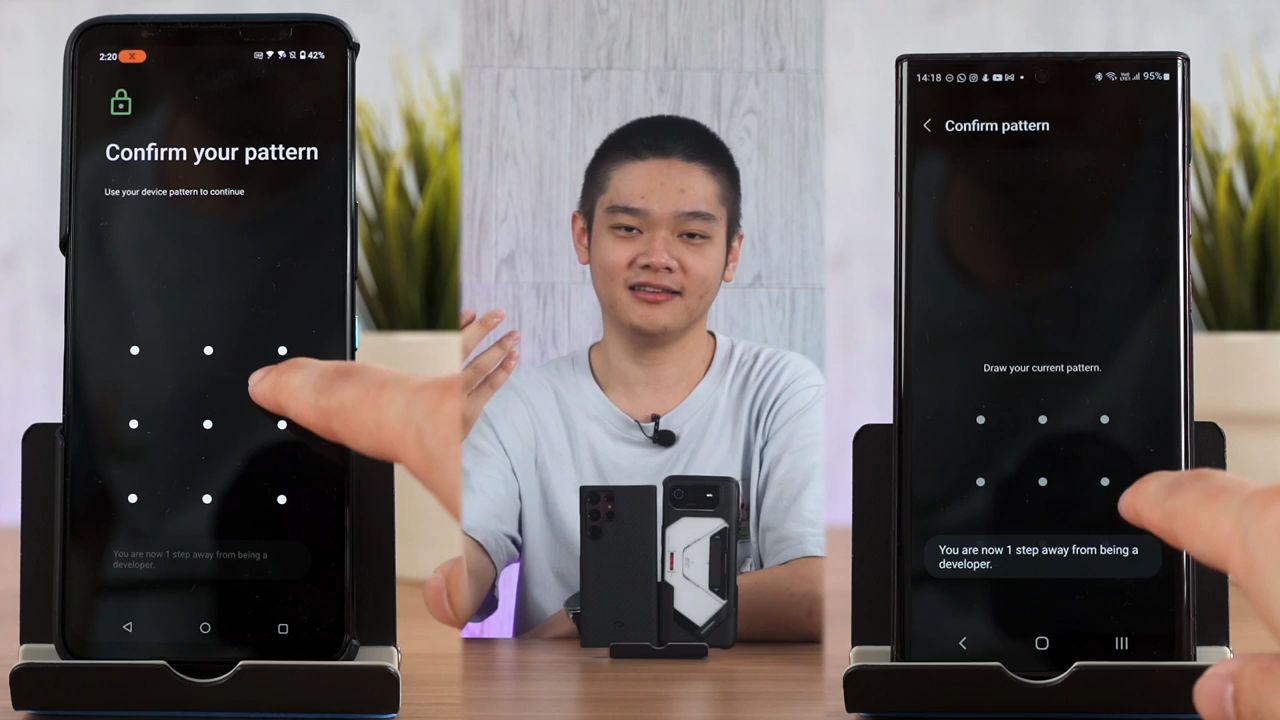 2:20
42%
Confirm your pattern
Use your device pattern to continue
You are now 1 step away from being a
developer.
14:18
95%
Confirm pattern
Draw your current pattern.
You are now 1 step away from being a
developer.